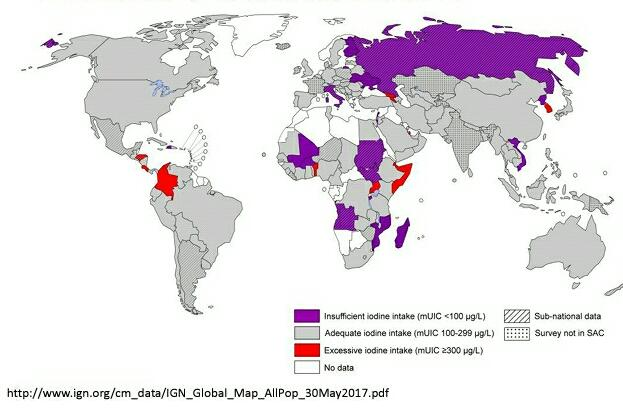 Insufficient iodine intake (mUIC <100 µg/L)
Sub-national data
Adequate iodine intake (mUIC 100-299 µg/L)
Survey not in SAC
Excessive iodine intake (mUIC ≥300 µg/L)
No data
http://www.ign.org/cm_data/IGN_Global_Map_AllPop_30May2017.pdf